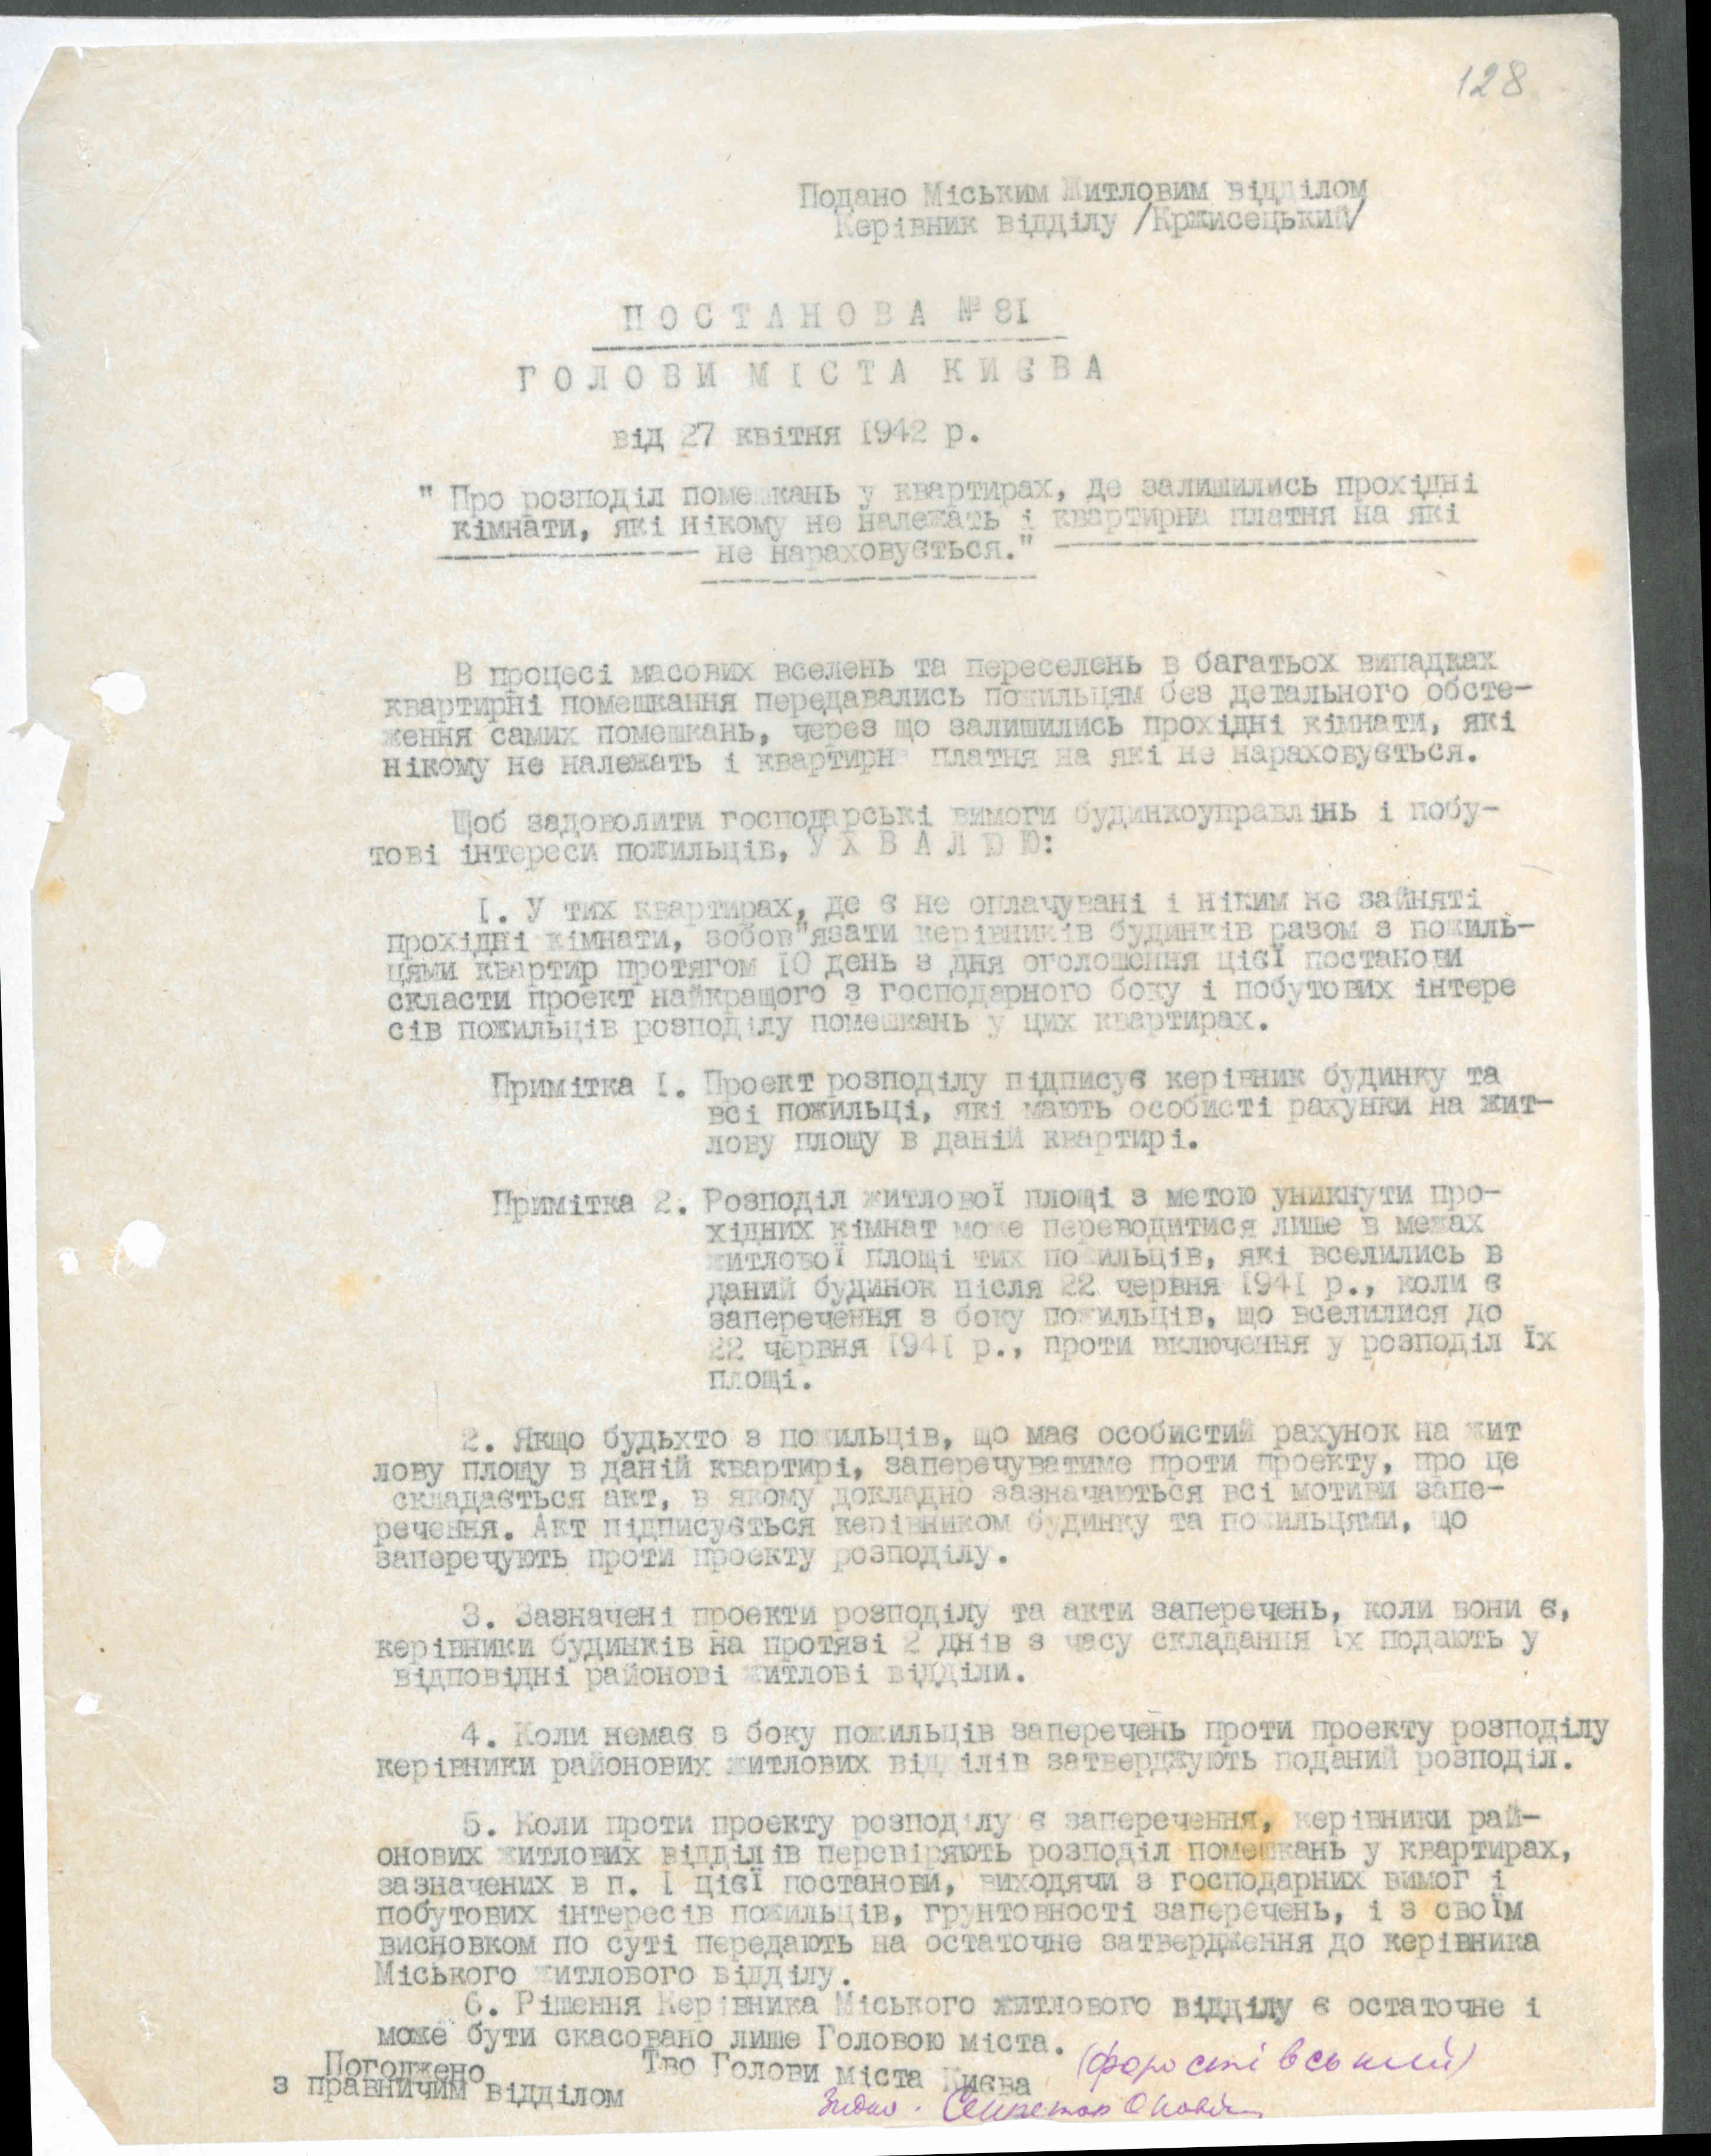 128
Подано Міським Житловим відділом
Керівник відділу /Кржисецький/
ПОСТАНОВА №81
ГОЛОВИ МІСТА КИЄВА
від 27 квітня 1942 р.
" Про розподіл помешкань у квартирах, де залишились прохідні
кімнати, які нікому не належать і квартирна платня на які
не нараховується."
В процесі масових вселень та переселень в багатьох випадках
квартирні помешкання передавались пожильцям без детального обсте-
ження самих помешкань, через що залишились прохідні кімнати, які
нікому не належать і квартирна платня на які не нараховується.
Щоб задоволити господарські вимоги будинкоуправлінь і побу-
тові інтереси пожильців, УХВАЛЮЮ:
1. У тих квартирах, де є не оплачувані і ніким не зайняті
прохідні кімнати, зобов"язати керівників будинків разом з пожиль-
цями квартир протягом 10 день з дня оголошення цієї постанови
скласти проект найкращого з господарного боку і побутових інтере
сів пожильців розподілу помешкань у цих квартирах.
Примітка 1. Проект розподілу підписує керівник будинку та
всі пожильці, які мають особисті рахунки на жит-
лову площу в даній квартирі.
Примітка 2. Розподіл житлової площі з метою уникнути про-
хідних кімнат може переводитися лише в межах
житлової площі тих пожильців, які вселились в
даний будинок після 22 червня 1941 р., коли є
заперечення з боку пожильців, що вселилися до
22 червня 1941 р., проти включення у розподіл їх
площі.
2. Якщо будьхто з пожильців, що має особистий рахунок на жит
лову площу в даній квартирі, заперечуватиме проти проекту, про це
складається акт, в якому докладно зазначаються всі мотиви запе-
речення. Акт підписується керівником будинку та пожильцями, що
заперечують проти проекту розподілу.
3. Зазначені проекти розподілу та акти заперечень, коли вони є,
керівники будинків на протязі 2 днів з часу складання їх подають у
відповідні районові житлові відділи.
4. Коли немає з боку пожильців заперечень проти проекту розподілу
керівники районових житлових відділів затверджують поданий розподіл.
5. Коли проти проекту розподілу є заперечення, керівники рай-
онових житлових відділів перевіряють розподіл помешкань у квартирах,
зазначених в п. 1 цієї постанови, виходячи з господарних вимог і
побутових інтересів пожильців, грунтовності заперечень, і з своїм
висновком по суті передають на остаточне затвердження до керівника
Міського житлового відділу.
6. Рішення Керівника Міського житлового відділу є остаточне і
може бути скасовано лише Головою міста.
Погоджено
з правничим відділом
Тво Голови міста Києва (Форостівський)
Згідно. Секретар